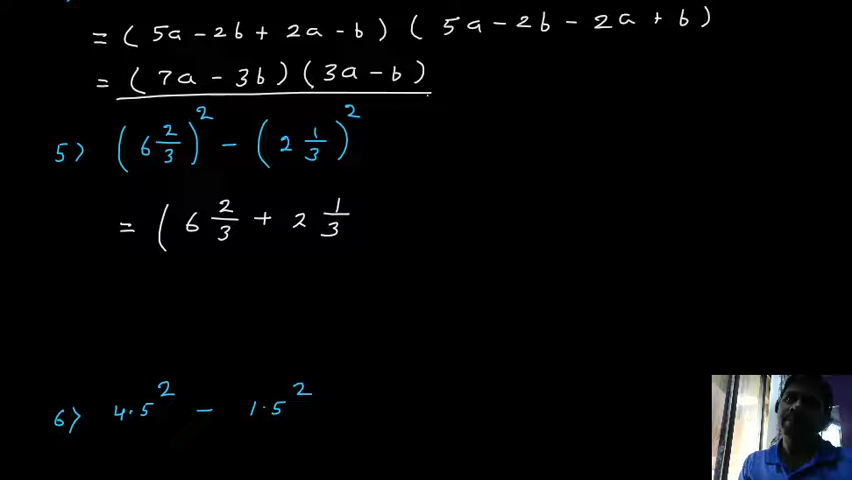 = ( 5a - 2b + 2a - b ) ( 5a - 2b - 2a + b )
= ( 7a - 3b ) ( 3a - b )
5) ( 6 2/3 )² - ( 2 1/3 )²
= ( 6 2/3 + 2 1/3
6) 4.5² - 1.5²